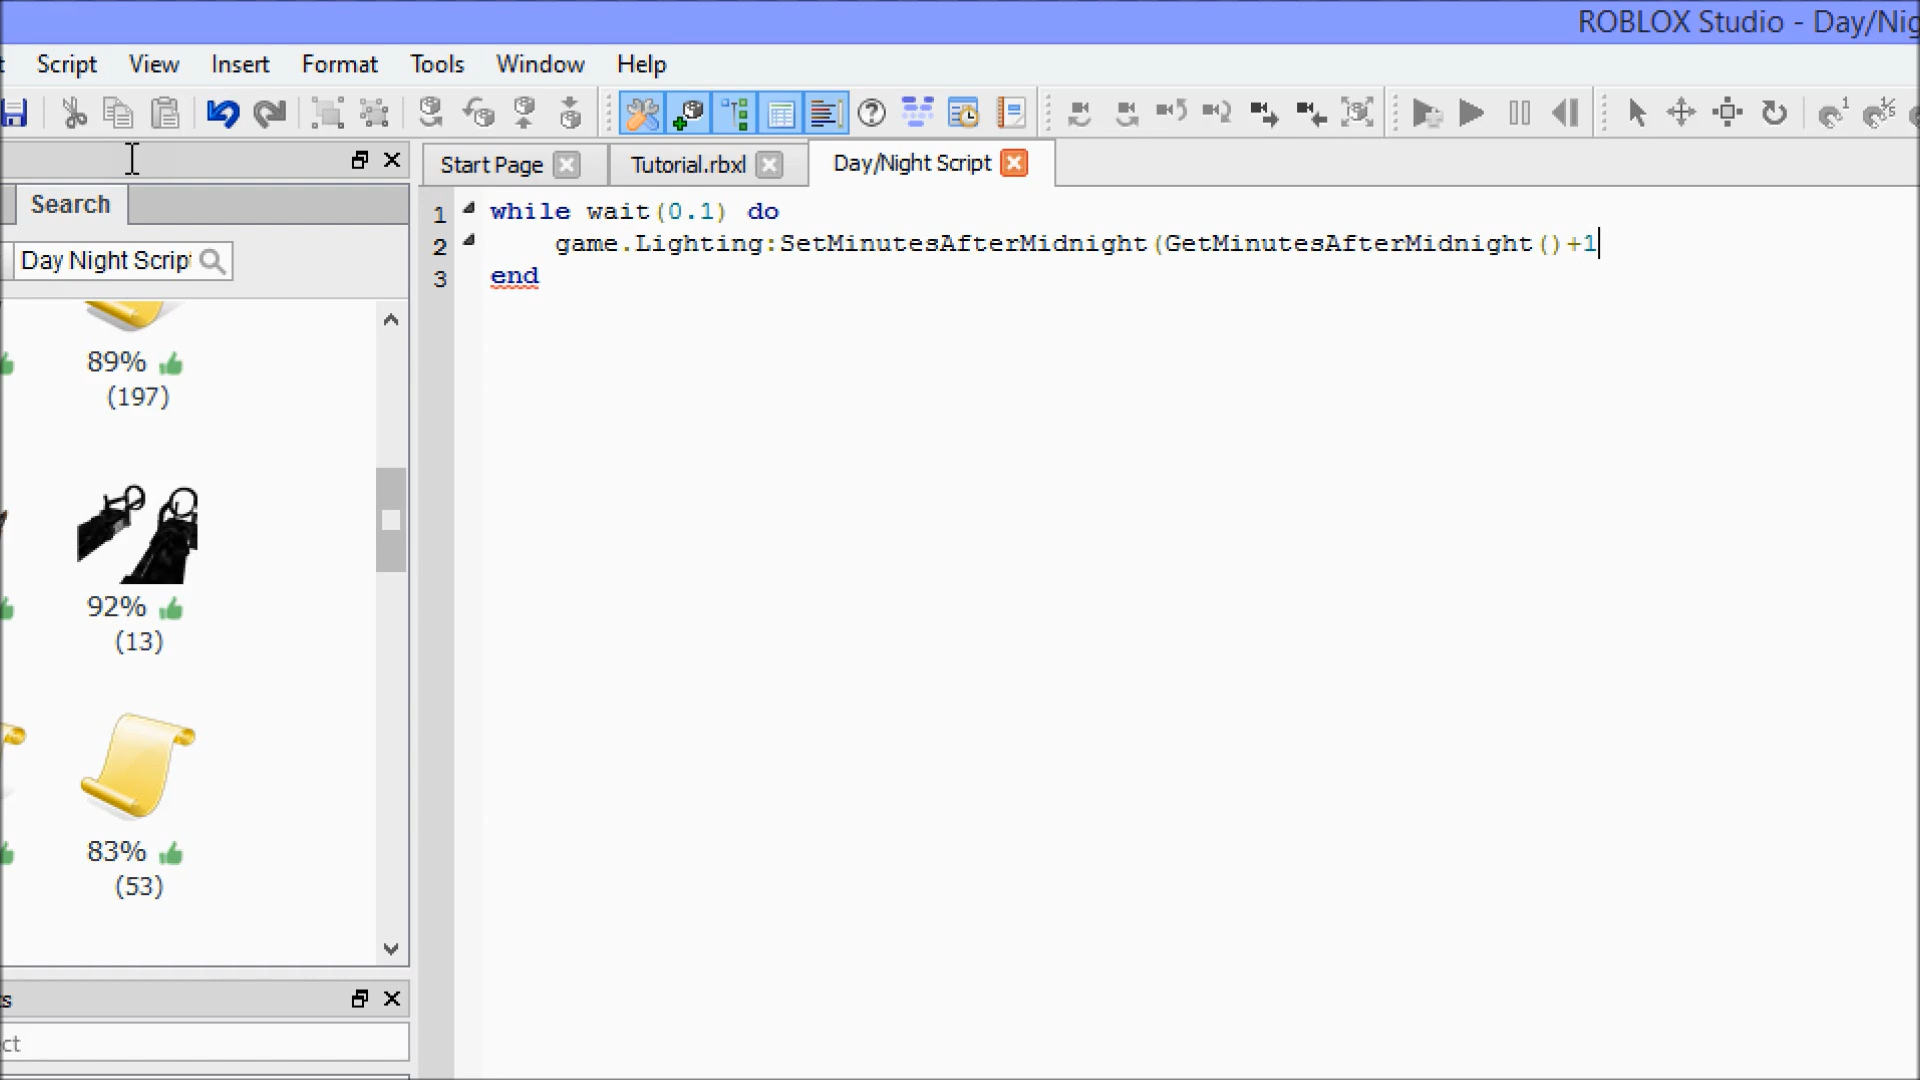 ROBLOX Studio - Day/Nig
Script View Insert Format Tools Window Help
Start Page Tutorial.rbxl Day/Night Script
Search
Day Night Script
89%
(197)
92%
(13)
83%
(53)
1 while wait(0.1) do
2 game.Lighting:SetMinutesAfterMidnight(GetMinutesAfterMidnight()+1
3 end